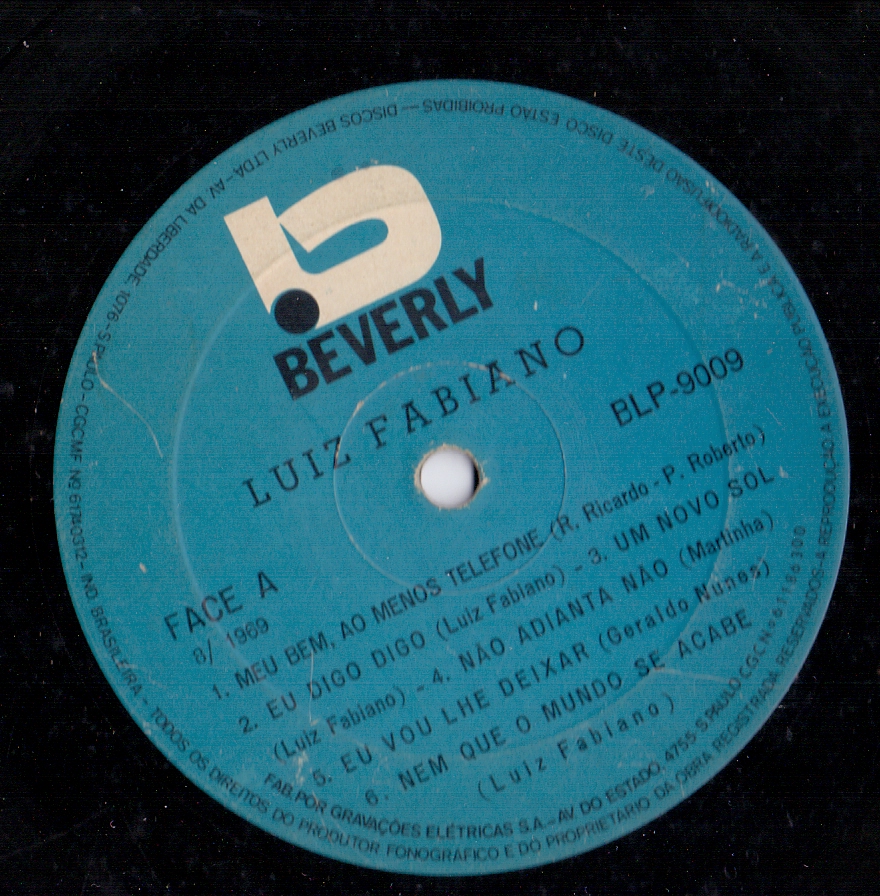 BEVERLY
LUIZ FABIANO
BLP-9009
FACE A
8/ 1969
1. MEU BEM, AO MENOS TELEFONE (R. Ricardo - P. Roberto)
2. EU DIGO DIGO (Luiz Fabiano) - 3. UM NOVO SOL
(Luiz Fabiano) - 4. NÃO ADIANTA NÃO (Martinha)
5. EU VOU LHE DEIXAR (Geraldo Nunes)
6. NEM QUE O MUNDO SE ACABE
(Luiz Fabiano)
FAB. POR GRAVAÇÕES ELÉTRICAS S.A. - AV. DO ESTADO, 4755 S. PAULO CGC Nº 61186300
DISCOS BEVERLY LTDA - AV. DA LIBERDADE, 1076 - S. PAULO - CGCMF Nº 61740312 - IND. BRASILEIRA - TODOS OS DIREITOS DO PRODUTOR FONOGRÁFICO E DO PROPRIETÁRIO DA OBRA REGISTRADA RESERVADOS - A REPRODUÇÃO A EXECUÇÃO PÚBLICA E A RADIODIFUSÃO DESTE DISCO ESTÃO PROIBIDAS —